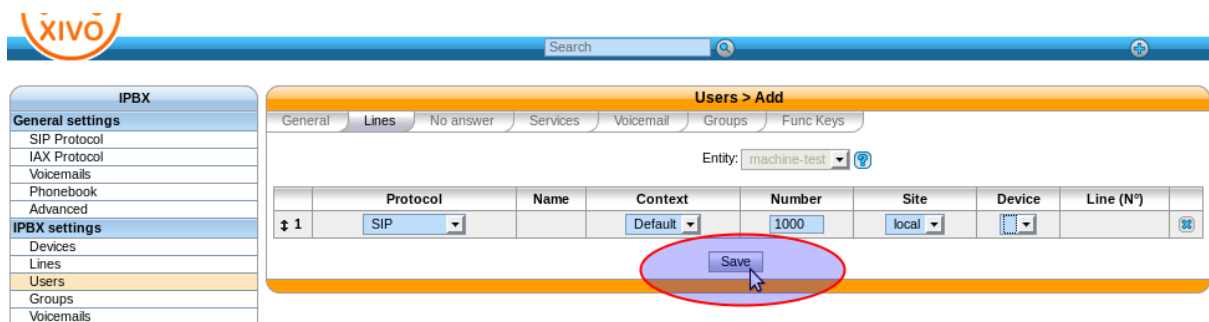 XIVO
Search
IPBX
General settings
SIP Protocol
IAX Protocol
Voicemails
Phonebook
Advanced
IPBX settings
Devices
Lines
Users
Groups
Voicemails
Users > Add
General Lines No answer Services Voicemail Groups Func Keys
Entity: machine-test
Protocol Name Context Number Site Device Line (N°)
1 SIP Default 1000 local
Save